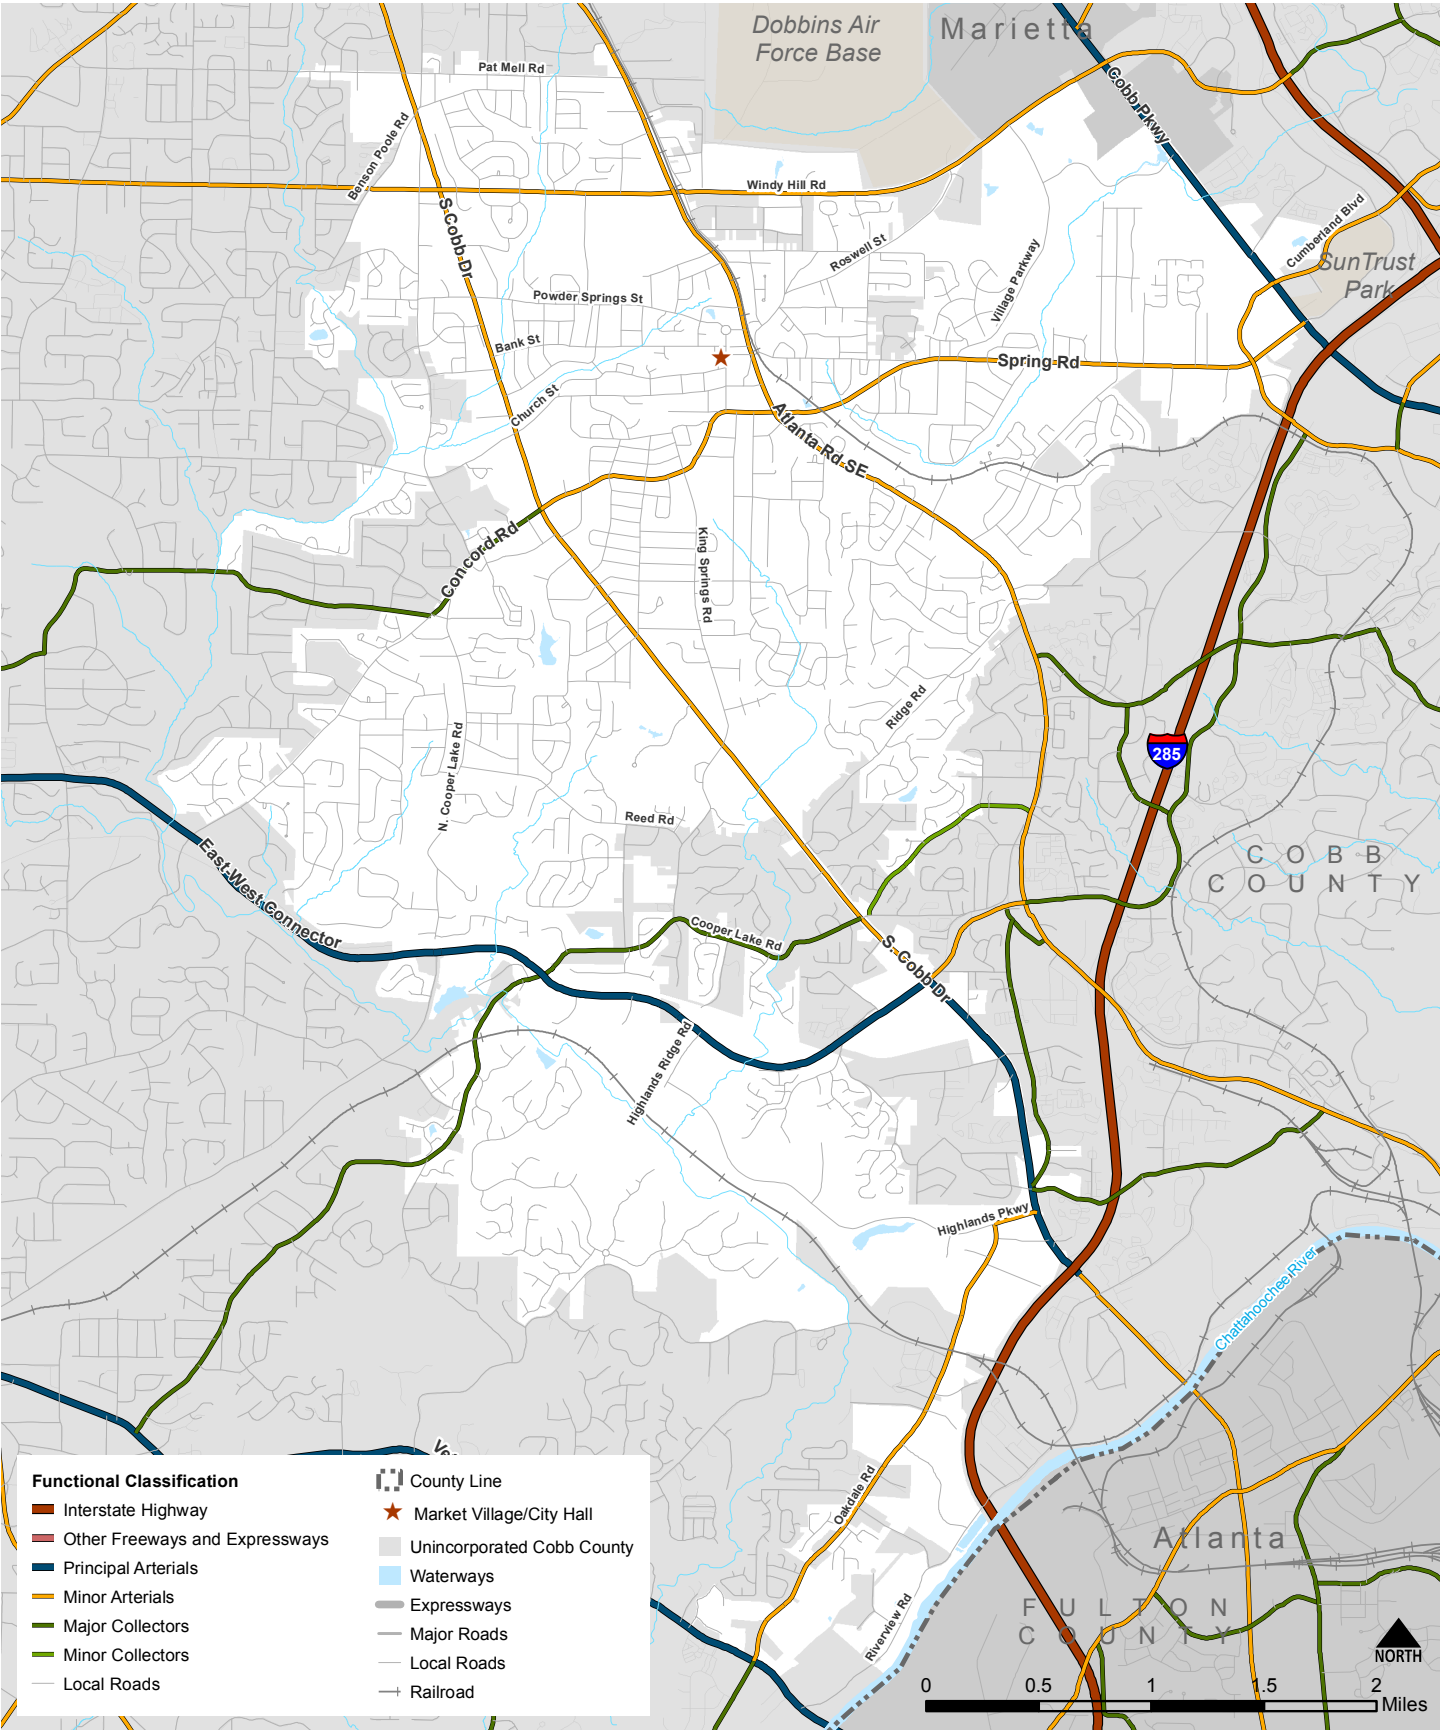 Dobbins Air
Force Base
Marietta
Pat Mell Rd
Cobb Pkwy
Benson Poole Rd
Windy Hill Rd
S Cobb Dr
Cumberland Blvd
Roswell St
SunTrust
Park
Village Parkway
Powder Springs St
Bank St
Spring Rd
Church St
Atlanta Rd SE
Concord Rd
King Springs Rd
Ridge Rd
N. Cooper Lake Rd
285
Reed Rd
COBB
COUNTY
East-West Connector
Cooper Lake Rd
S. Cobb Dr
Highlands Ridge Rd
Highlands Pkwy
Chattahoochee River
Oakdale Rd
Atlanta
Riverview Rd
FULTON
COUNTY
NORTH
0 0.5 1 1.5 2
Miles
Functional Classification
Interstate Highway
Other Freeways and Expressways
Principal Arterials
Minor Arterials
Major Collectors
Minor Collectors
Local Roads
County Line
Market Village/City Hall
Unincorporated Cobb County
Waterways
Expressways
Major Roads
Local Roads
Railroad